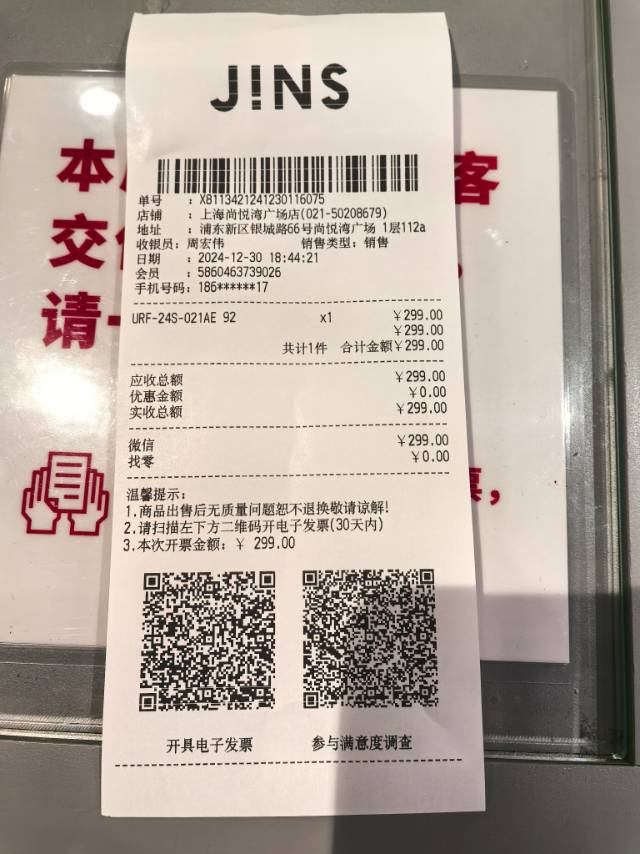 JINS
单号 : X8113421241230116075
店铺 : 上海尚悦湾广场店(021-50208679)
地址 : 浦东新区银城路66号尚悦湾广场 1层112a
收银员: 周宏伟 销售类型: 销售
日期 : 2024-12-30 18:44:21
会员 : 5860463739026
手机号码: 186******17
URF-24S-021AE 92 x1 ￥299.00
￥299.00
共计1件 合计金额￥299.00
应收总额 ￥299.00
优惠金额 ￥0.00
实收总额 ￥299.00
微信 ￥299.00
找零 ￥0.00
温馨提示:
1.商品出售后无质量问题恕不退换敬请谅解!
2.请扫描左下方二维码开电子发票(30天内)
3.本次开票金额: ￥ 299.00
开具电子发票 参与满意度调查
本
客
交
请
票,